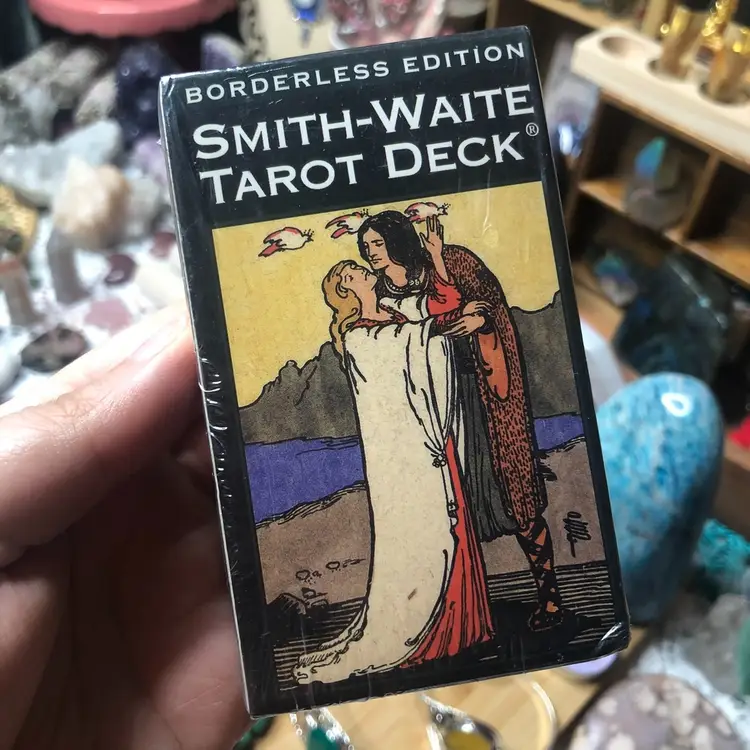 BORDERLESS EDITION
SMITH-WAITE
TAROT DECK®